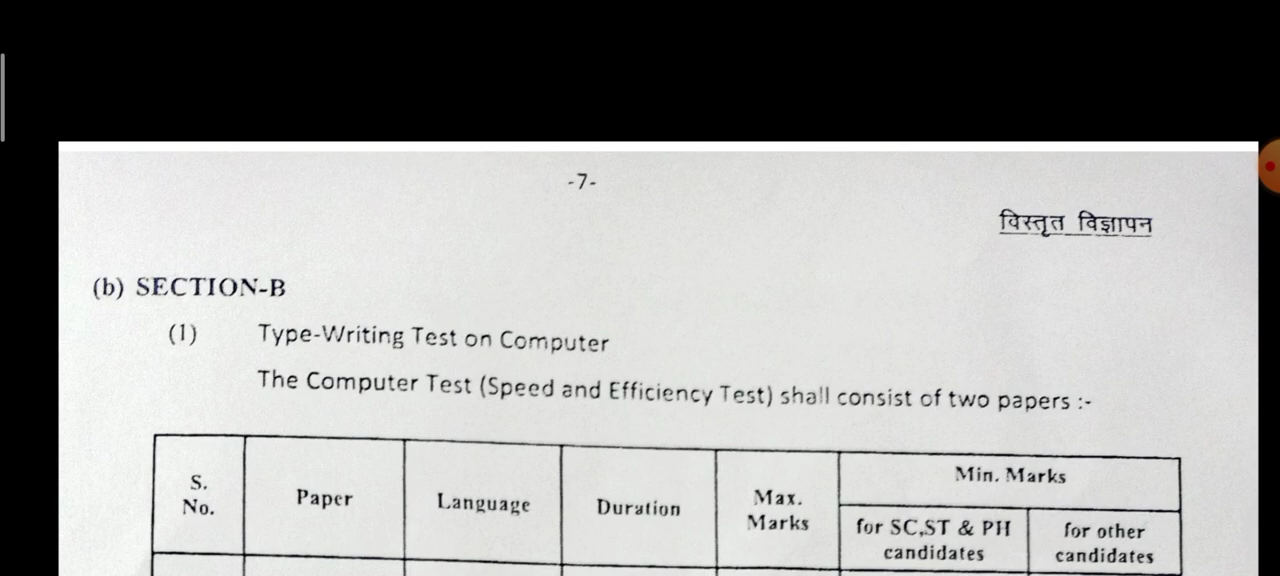 -7-
विस्तृत विज्ञापन
(b) SECTION-B
(1) Type-Writing Test on Computer
The Computer Test (Speed and Efficiency Test) shall consist of two papers :-
S. No.
Paper
Language
Duration
Max. Marks
Min. Marks
for SC,ST & PH candidates
for other candidates